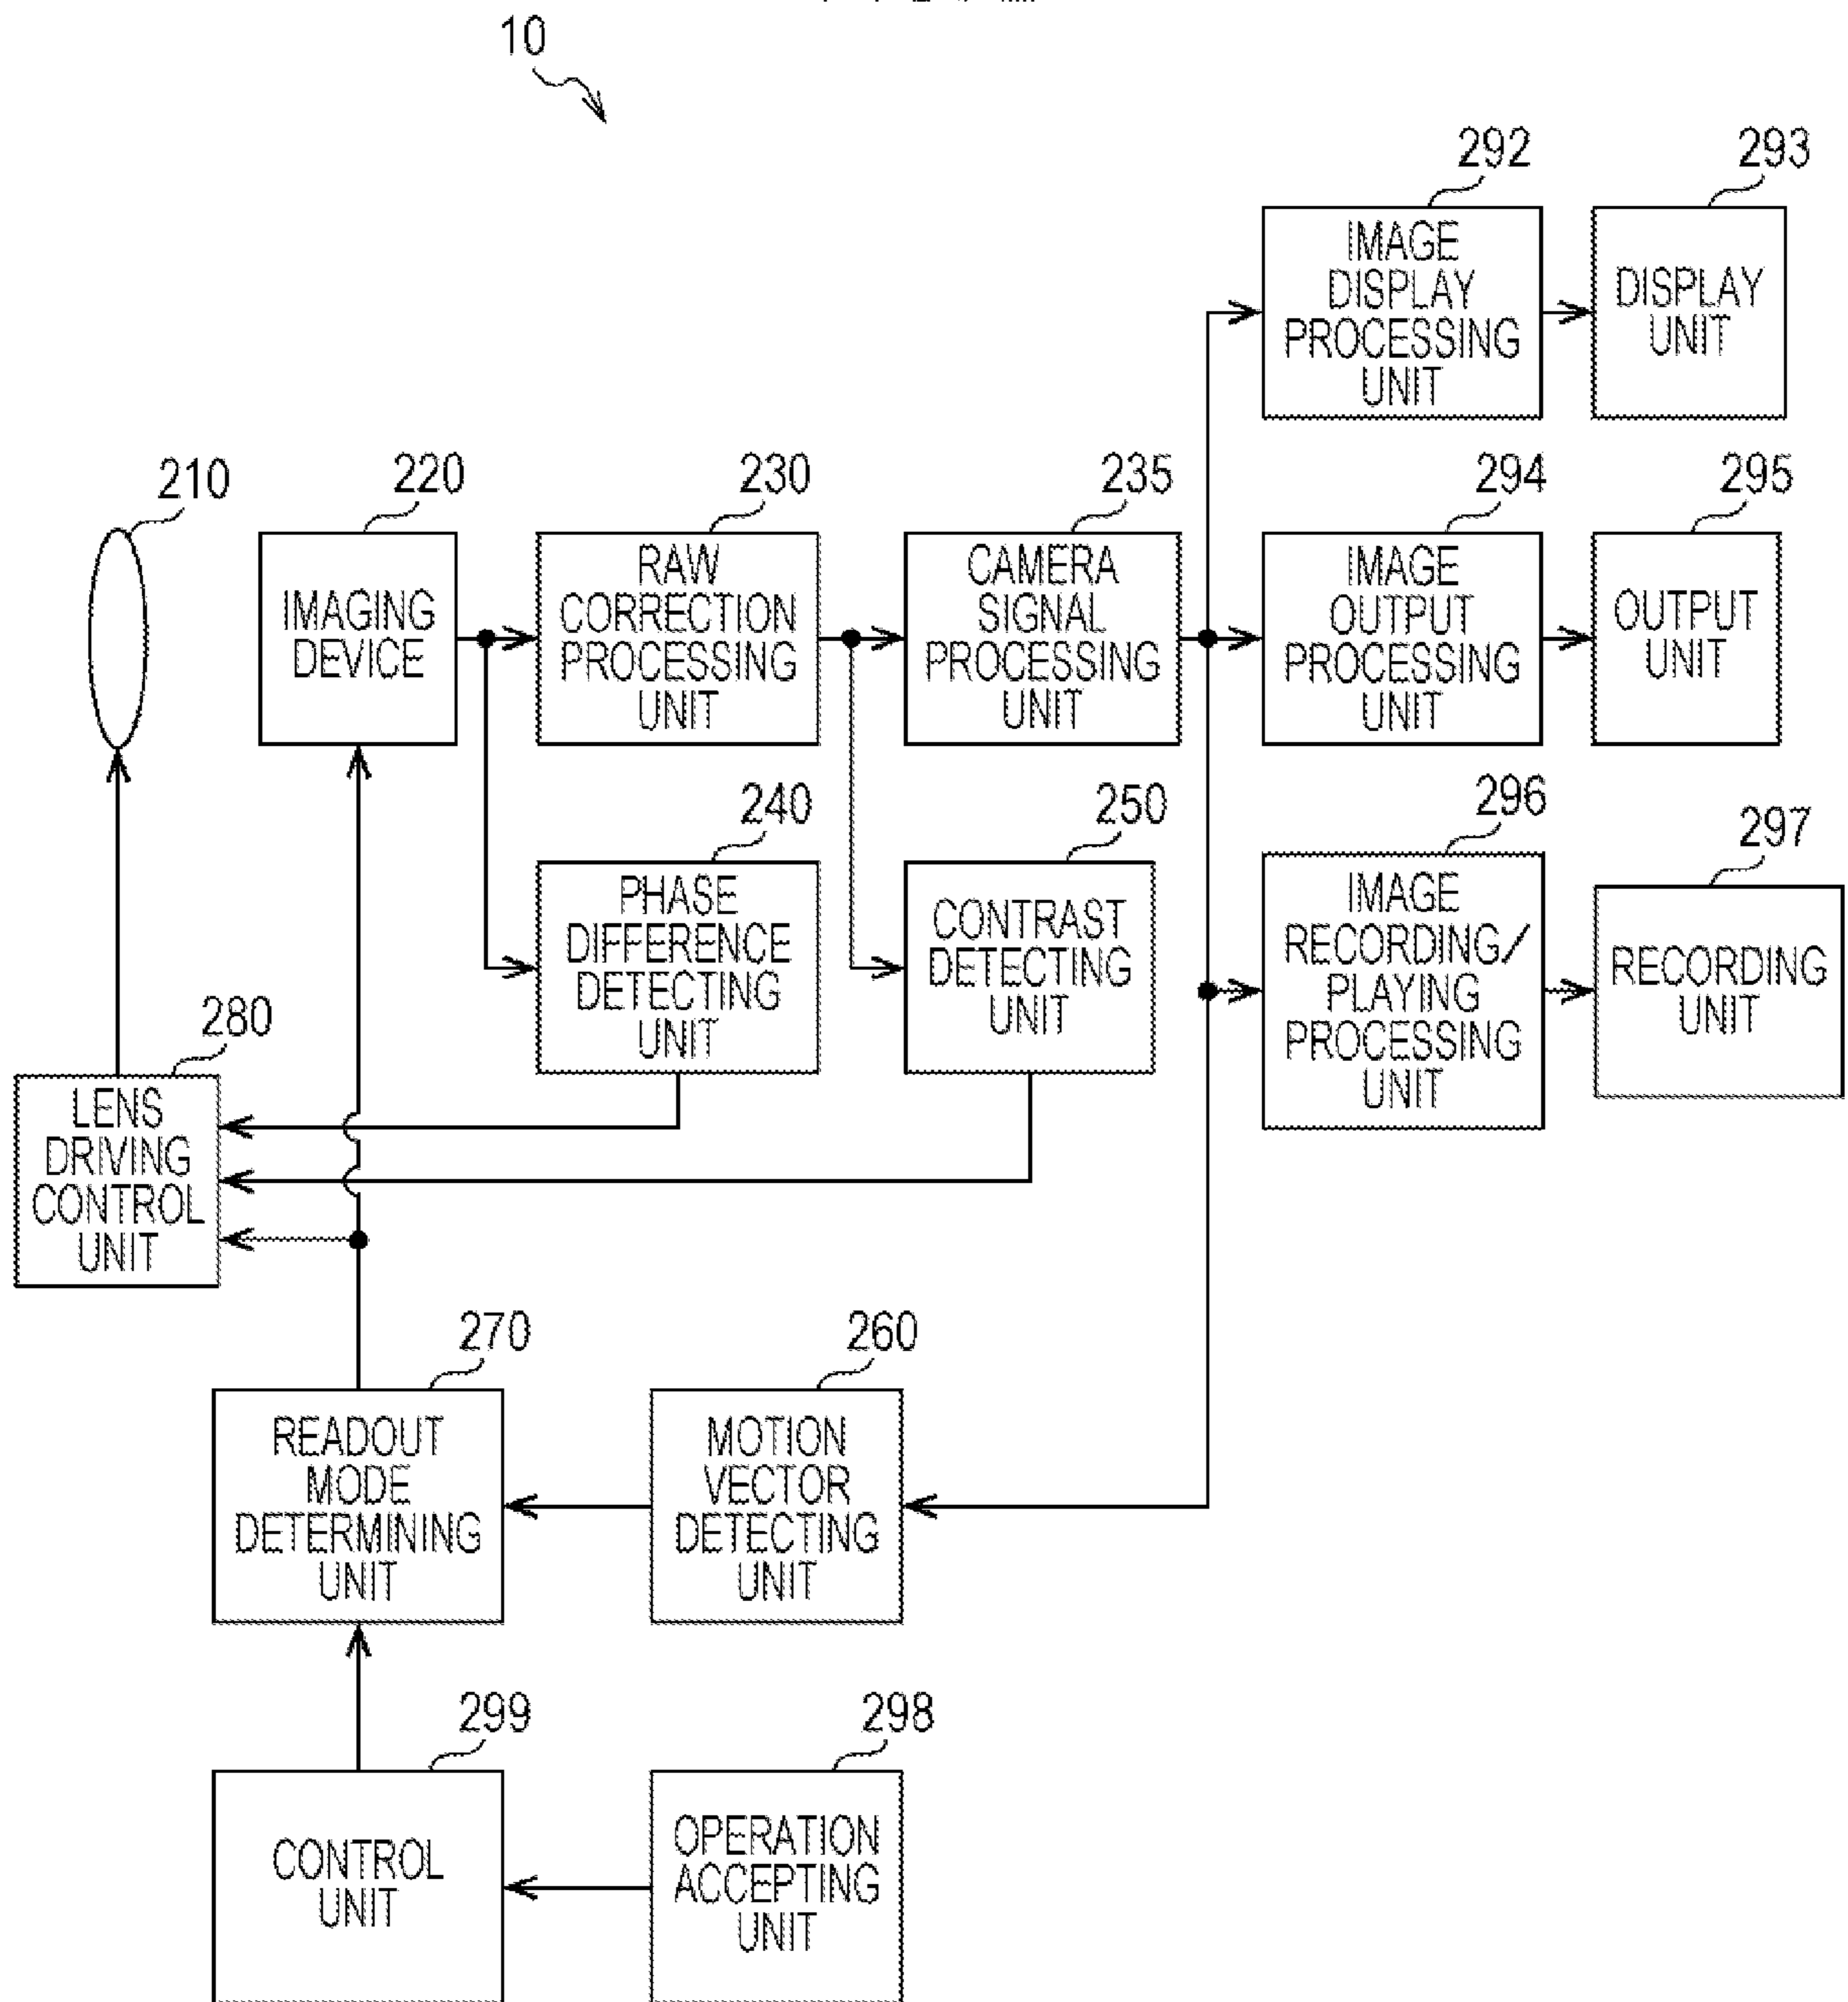 10
292
293
IMAGE
DISPLAY
PROCESSING
UNIT
DISPLAY
UNIT
210
220
230
235
294
295
IMAGING
DEVICE
RAW
CORRECTION
PROCESSING
UNIT
CAMERA
SIGNAL
PROCESSING
UNIT
IMAGE
OUTPUT
PROCESSING
UNIT
OUTPUT
UNIT
240
250
296
297
PHASE
DIFFERENCE
DETECTING
UNIT
CONTRAST
DETECTING
UNIT
IMAGE
RECORDING/
PLAYING
PROCESSING
UNIT
RECORDING
UNIT
280
LENS
DRIVING
CONTROL
UNIT
270
260
READOUT
MODE
DETERMINING
UNIT
MOTION
VECTOR
DETECTING
UNIT
299
298
CONTROL
UNIT
OPERATION
ACCEPTING
UNIT